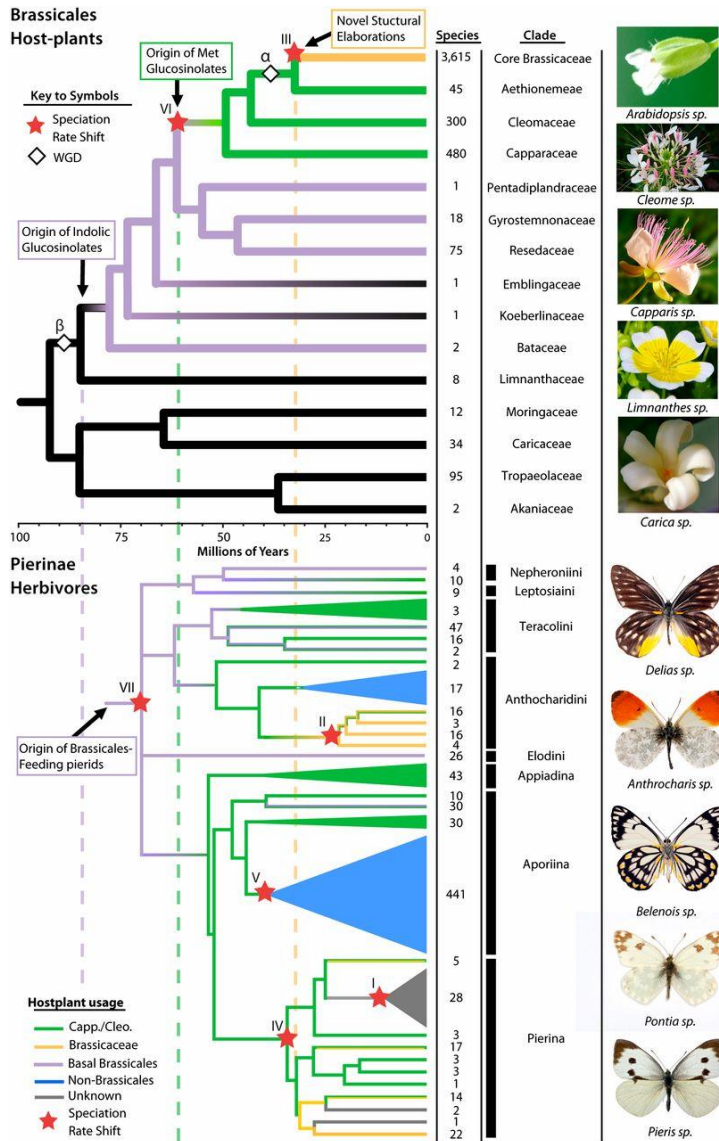 Brassicales
Host-plants
Key to Symbols
Speciation
Rate Shift
WGD
Origin of Met
Glucosinolates
Novel Stuctural
Elaborations
Origin of Indolic
Glucosinolates
III
α
VI
β
Species
Clade
3,615 Core Brassicaceae
45 Aethionemeae
300 Cleomaceae
480 Capparaceae
1 Pentadiplandraceae
18 Gyrostemnonaceae
75 Resedaceae
1 Emblingaceae
1 Koeberlinaceae
2 Bataceae
8 Limnanthaceae
12 Moringaceae
34 Caricaceae
95 Tropaeolaceae
2 Akaniaceae
Arabidopsis sp.
Cleome sp.
Capparis sp.
Limnanthes sp.
Carica sp.
100 75 50 25 0
Millions of Years
Pierinae
Herbivores
VII
Origin of Brassicales-
Feeding pierids
II
V
I
IV
4
10
9
3
47
16
2
2
17
16
3
16
4
26
43
10
30
30
441
5
28
3
17
3
3
1
14
2
1
22
Nepheroniini
Leptosiaini
Teracolini
Anthocharidini
Elodini
Appiadina
Aporiina
Pierina
Delias sp.
Anthrocharis sp.
Belenois sp.
Pontia sp.
Pieris sp.
Hostplant usage
Capp./Cleo.
Brassicaceae
Basal Brassicales
Non-Brassicales
Unknown
Speciation
Rate Shift